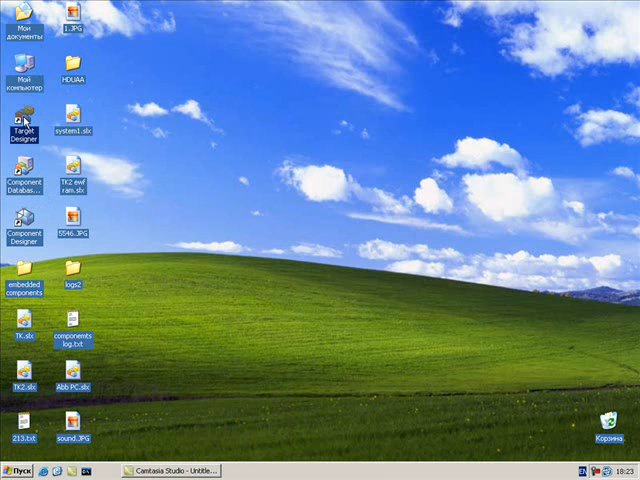 Мои
документы
1.JPG
Мой
компьютер
HDUAA
Target
Designer
system1.slx
Component
Databas...
TK2 ewf
ram.slx
Component
Designer
5546.JPG
embedded
components
logs2
TK.slx
components
log.txt
TK2.slx
Abb PC.slx
213.txt
sound.JPG
Корзина
Пуск
Camtasia Studio - Untitle...
EN
18:23